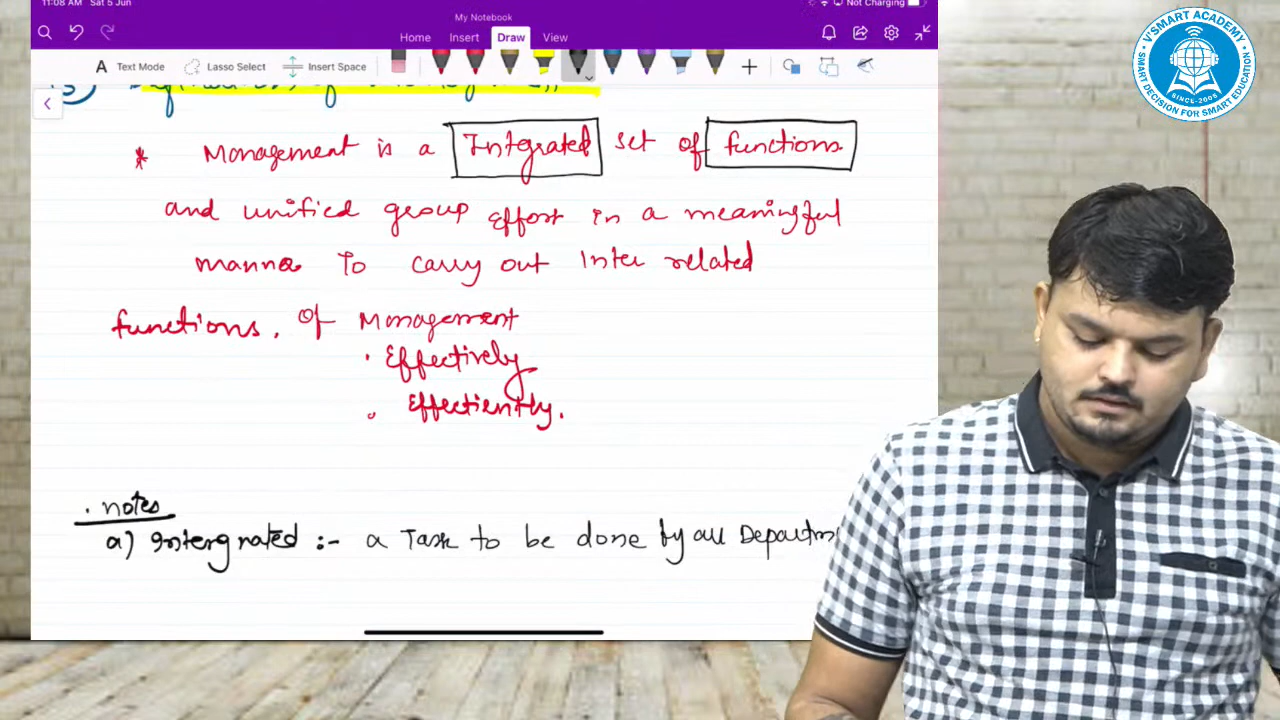 11:08 AM Sat 5 Jun
Not Charging
My Notebook
Home Insert Draw View
Text Mode Lasso Select Insert Space
* Management is a Integrated set of functions
and unified group effort in a meaningful
manne to carry out Inter related
functions. Of Management
. Effectively
. Effectiently.
. notes
a) Intergrated :- a Task to be done by all Departm
V'SMART ACADEMY
SMART DECISION FOR SMART EDUCATION
SINCE-2006